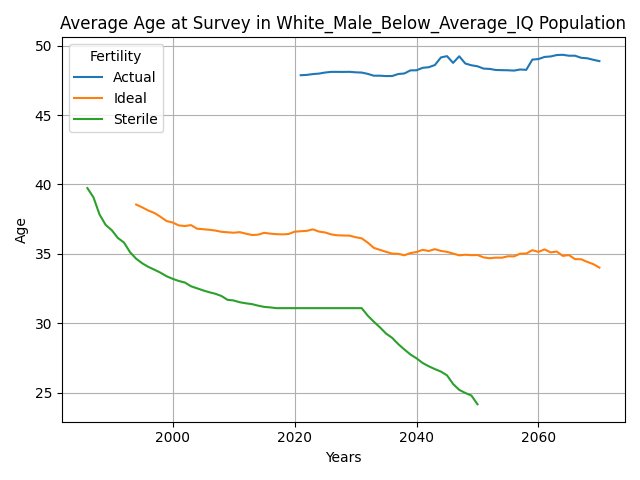 Average Age at Survey in White_Male_Below_Average_IQ Population
Fertility
Actual
Ideal
Sterile
50
45
40
35
30
25
Age
2000
2020
2040
2060
Years